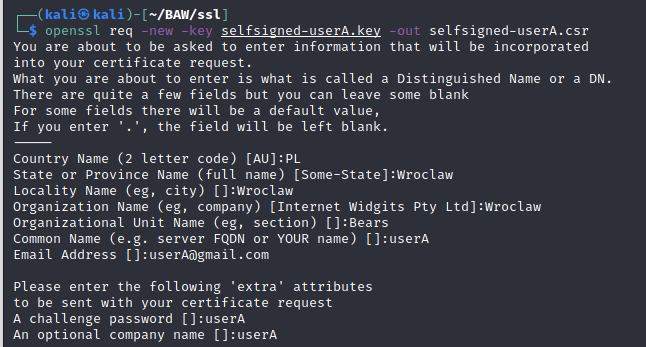 ┌──(kali㉿kali)-[~/BAW/ssl]
└─$ openssl req -new -key selfsigned-userA.key -out selfsigned-userA.csr
You are about to be asked to enter information that will be incorporated
into your certificate request.
What you are about to enter is what is called a Distinguished Name or a DN.
There are quite a few fields but you can leave some blank
For some fields there will be a default value,
If you enter '.', the field will be left blank.
-----
Country Name (2 letter code) [AU]:PL
State or Province Name (full name) [Some-State]:Wroclaw
Locality Name (eg, city) []:Wroclaw
Organization Name (eg, company) [Internet Widgits Pty Ltd]:Wroclaw
Organizational Unit Name (eg, section) []:Bears
Common Name (e.g. server FQDN or YOUR name) []:userA
Email Address []:userA@gmail.com

Please enter the following 'extra' attributes
to be sent with your certificate request
A challenge password []:userA
An optional company name []:userA